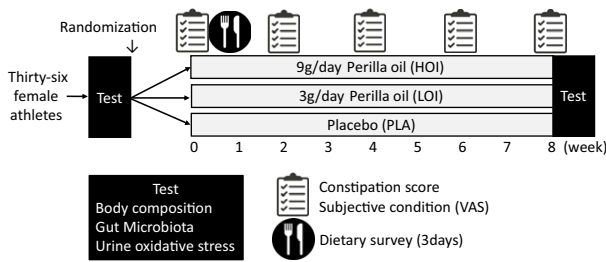 Randomization
Thirty-six
female
athletes
Test
9g/day Perilla oil (HOI)
3g/day Perilla oil (LOI)
Placebo (PLA)
Test
0 1 2 3 4 5 6 7 8 (week)
Test
Body composition
Gut Microbiota
Urine oxidative stress
Constipation score
Subjective condition (VAS)
Dietary survey (3days)